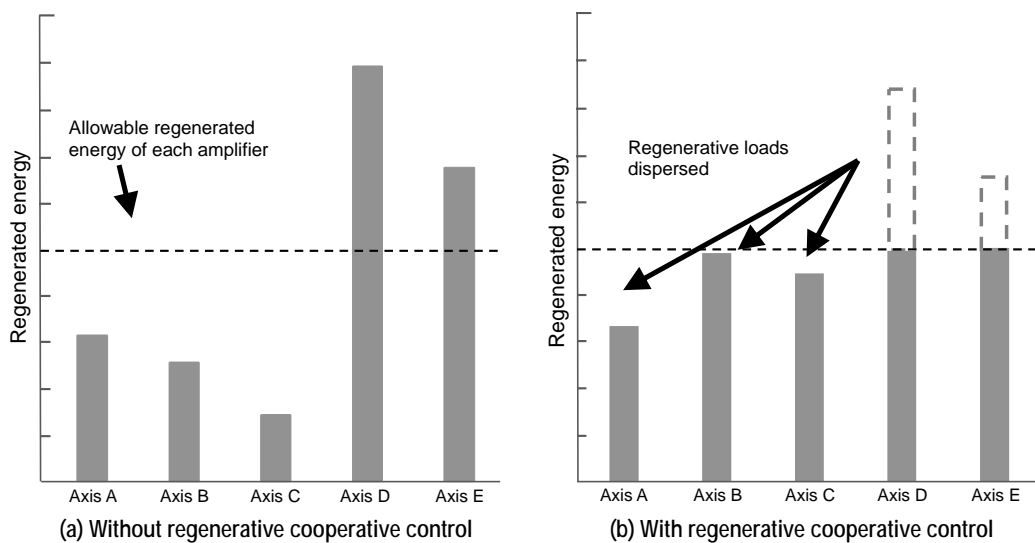 Regenerated energy
Allowable regenerated
energy of each amplifier
Axis A
Axis B
Axis C
Axis D
Axis E
(a) Without regenerative cooperative control
Regenerated energy
Regenerative loads
dispersed
Axis A
Axis B
Axis C
Axis D
Axis E
(b) With regenerative cooperative control